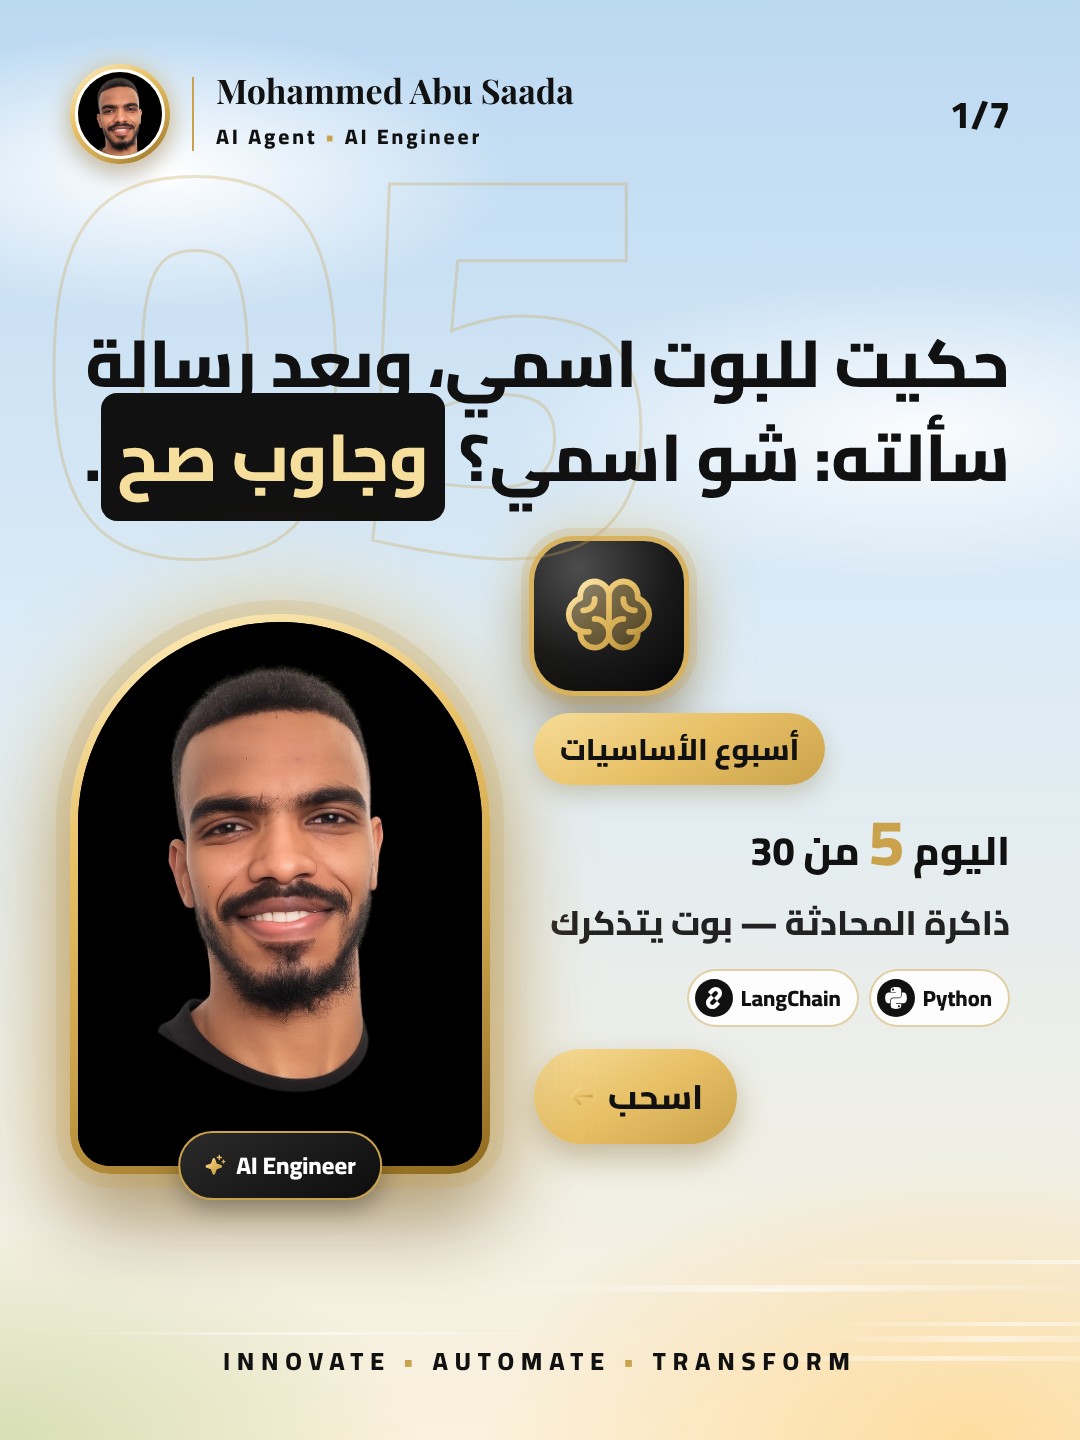 Mohammed Abu Saada
AI Agent ▪ AI Engineer
1/7
05
حكيت للبوت اسمي، وبعد رسالة
سألته: شو اسمي؟ وجاوب صح.
أسبوع الأساسيات
اليوم 5 من 30
ذاكرة المحادثة — بوت يتذكرك
Python
LangChain
اسحب ←
AI Engineer
INNOVATE ▪ AUTOMATE ▪ TRANSFORM